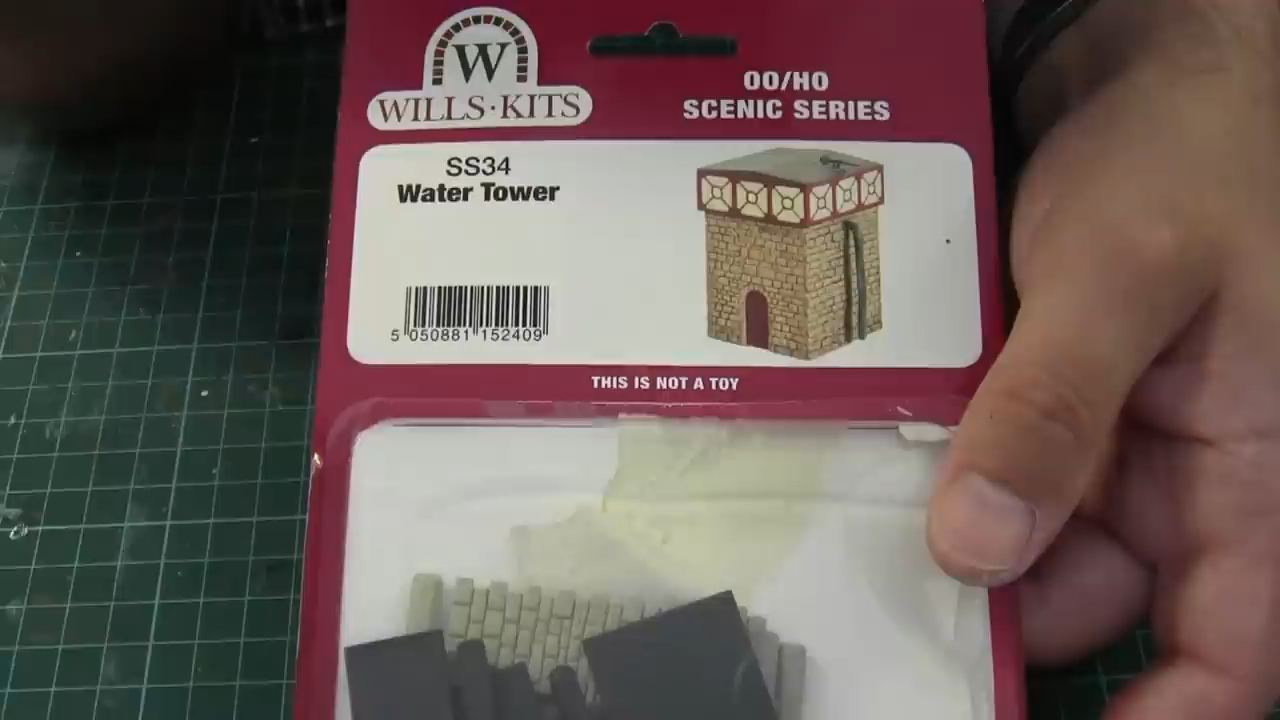 W
WILLS·KITS
OO/HO
SCENIC SERIES
SS34
Water Tower
5 050881 152409
THIS IS NOT A TOY